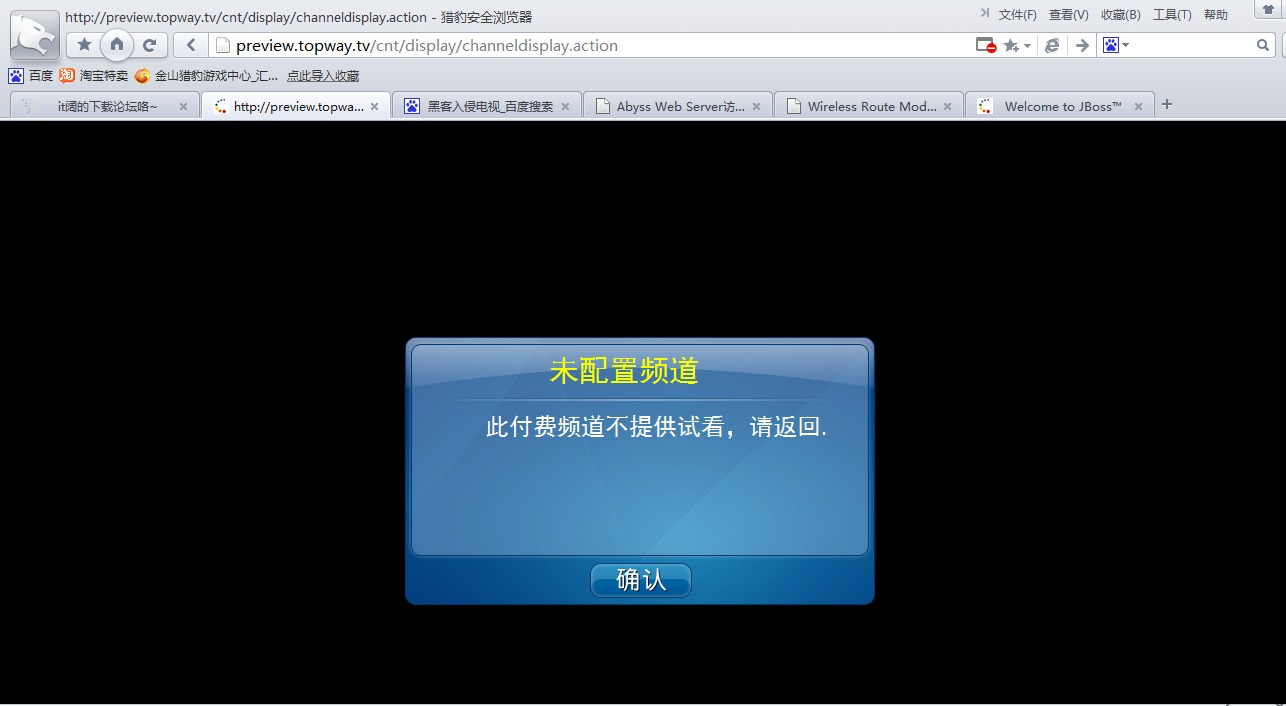 http://preview.topway.tv/cnt/display/channeldisplay.action - 猎豹安全浏览器
文件(F) 查看(V) 收藏(B) 工具(T) 帮助
preview.topway.tv/cnt/display/channeldisplay.action
百度 淘宝特卖 金山猎豹游戏中心_汇... 点此导入收藏
it阔的下载论坛咯~ http://preview.topwa... 黑客入侵电视_百度搜索 Abyss Web Server访... Wireless Route Mod... Welcome to JBoss™
未配置频道
此付费频道不提供试看，请返回.
确认